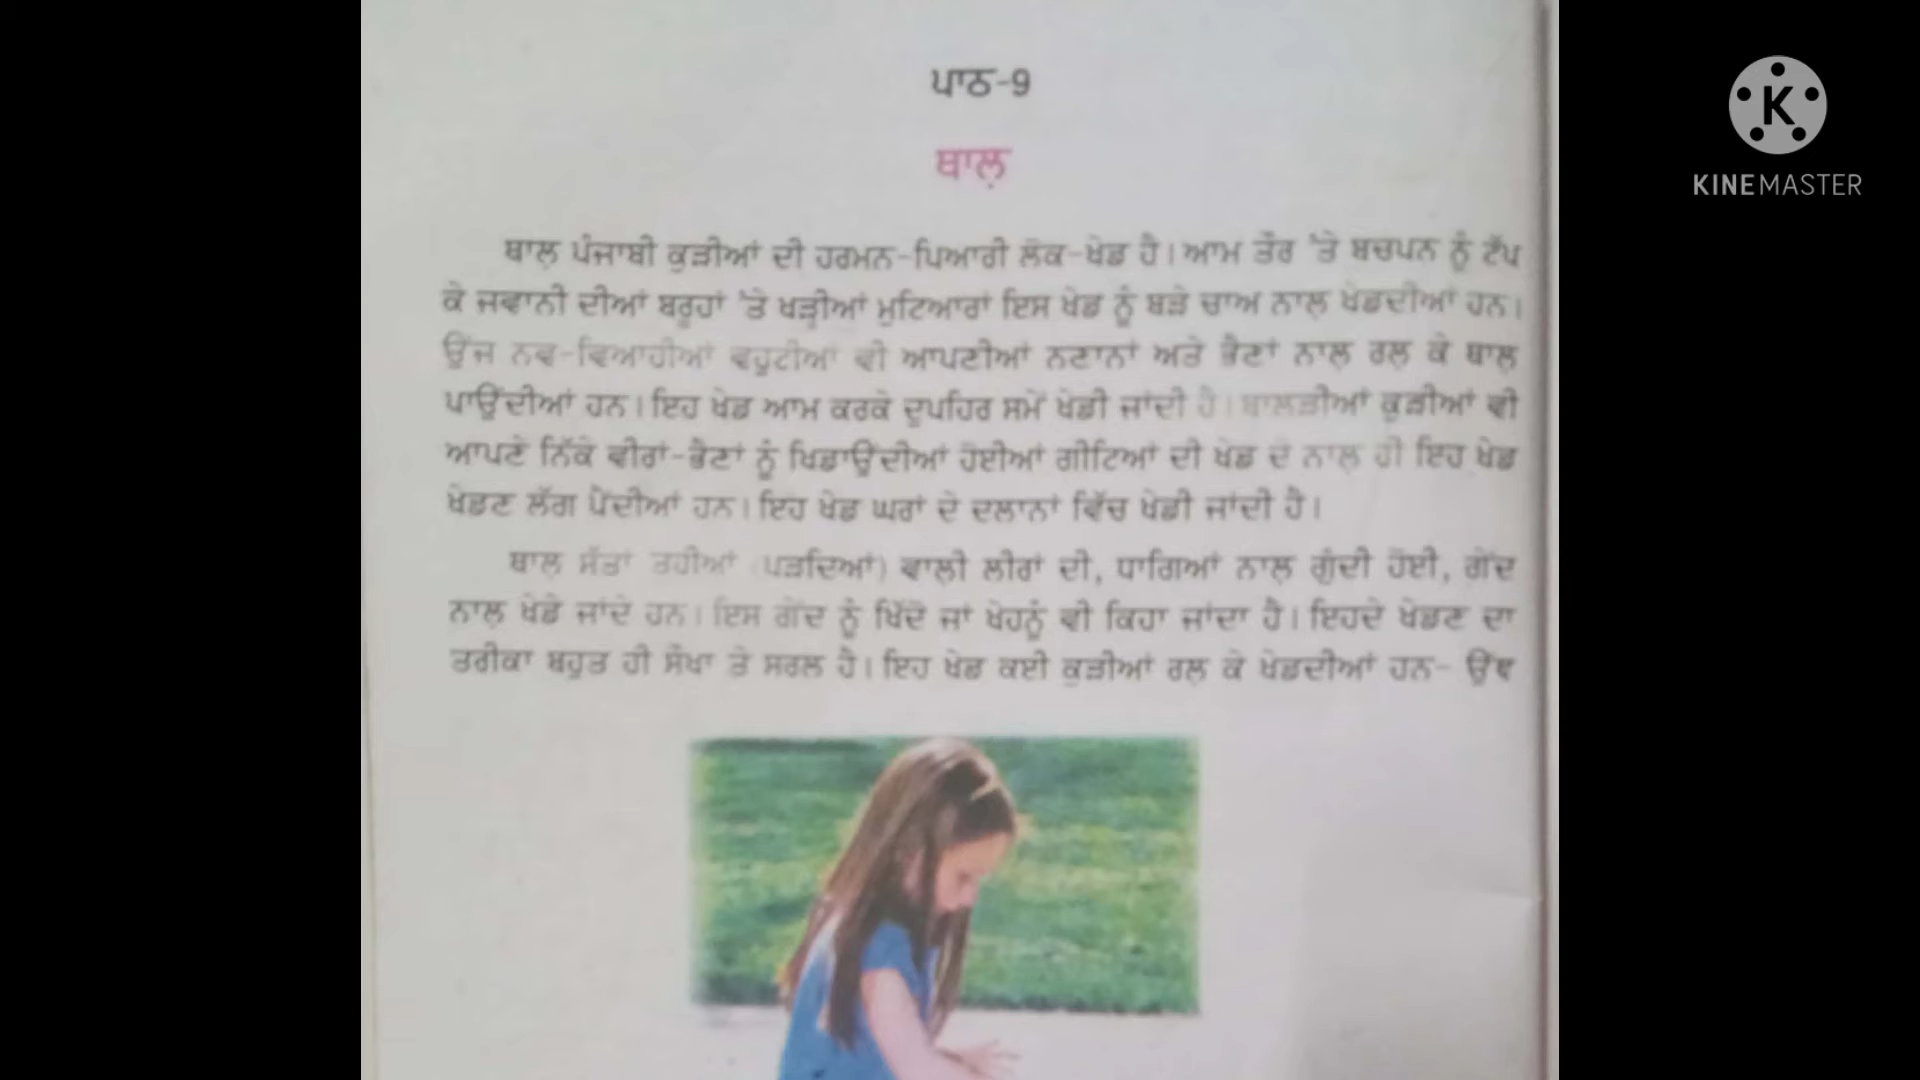 ਪਾਠ-9
ਥਾਲ਼
ਥਾਲ਼ ਪੰਜਾਬੀ ਕੁੜੀਆਂ ਦੀ ਹਰਮਨ-ਪਿਆਰੀ ਲੋਕ-ਖੇਡ ਹੈ। ਆਮ ਤੌਰ 'ਤੇ ਬਚਪਨ ਨੂੰ ਟੱਪ
ਕੇ ਜਵਾਨੀ ਦੀਆਂ ਬਰੂਹਾਂ 'ਤੇ ਖੜ੍ਹੀਆਂ ਮੁਟਿਆਰਾਂ ਇਸ ਖੇਡ ਨੂੰ ਬੜੇ ਚਾਅ ਨਾਲ਼ ਖੇਡਦੀਆਂ ਹਨ।
ਉਂਜ ਨਵ-ਵਿਆਹੀਆਂ ਵਹੁਟੀਆਂ ਵੀ ਆਪਣੀਆਂ ਨਣਾਨਾਂ ਅਤੇ ਭੈਣਾਂ ਨਾਲ਼ ਰਲ਼ ਕੇ ਥਾਲ਼
ਪਾਉਂਦੀਆਂ ਹਨ। ਇਹ ਖੇਡ ਆਮ ਕਰਕੇ ਦੁਪਹਿਰ ਸਮੇਂ ਖੇਡੀ ਜਾਂਦੀ ਹੈ। ਬਾਲੜੀਆਂ ਕੁੜੀਆਂ ਵੀ
ਆਪਣੇ ਨਿੱਕੇ ਵੀਰਾਂ-ਭੈਣਾਂ ਨੂੰ ਖਿਡਾਉਂਦੀਆਂ ਹੋਈਆਂ ਗੀਟਿਆਂ ਦੀ ਖੇਡ ਦੇ ਨਾਲ਼ ਹੀ ਇਹ ਖੇਡ
ਖੇਡਣ ਲੱਗ ਪੈਂਦੀਆਂ ਹਨ। ਇਹ ਖੇਡ ਘਰਾਂ ਦੇ ਦਲਾਨਾਂ ਵਿੱਚ ਖੇਡੀ ਜਾਂਦੀ ਹੈ।
ਥਾਲ਼ ਸੱਤਾਂ ਤਹੀਆਂ (ਪੜਦਿਆਂ) ਵਾਲ਼ੀ ਲੀਰਾਂ ਦੀ, ਧਾਗਿਆਂ ਨਾਲ਼ ਗੁੰਦੀ ਹੋਈ, ਗੇਂਦ
ਨਾਲ਼ ਖੇਡੇ ਜਾਂਦੇ ਹਨ। ਇਸ ਗੇਂਦ ਨੂੰ ਖਿੱਦੋ ਜਾਂ ਖੇਹਨੂੰ ਵੀ ਕਿਹਾ ਜਾਂਦਾ ਹੈ। ਇਹਦੇ ਖੇਡਣ ਦਾ
ਤਰੀਕਾ ਬਹੁਤ ਹੀ ਸੌਖਾ ਤੇ ਸਰਲ ਹੈ। ਇਹ ਖੇਡ ਕਈ ਕੁੜੀਆਂ ਰਲ਼ ਕੇ ਖੇਡਦੀਆਂ ਹਨ- ਉਂਞ
K
KINEMASTER